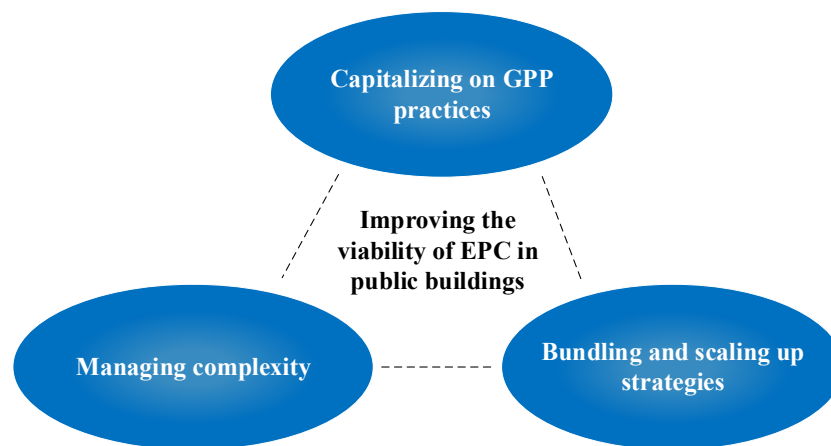 Capitalizing on GPP
practices
Improving the
viability of EPC in
public buildings
Managing complexity
Bundling and scaling up
strategies